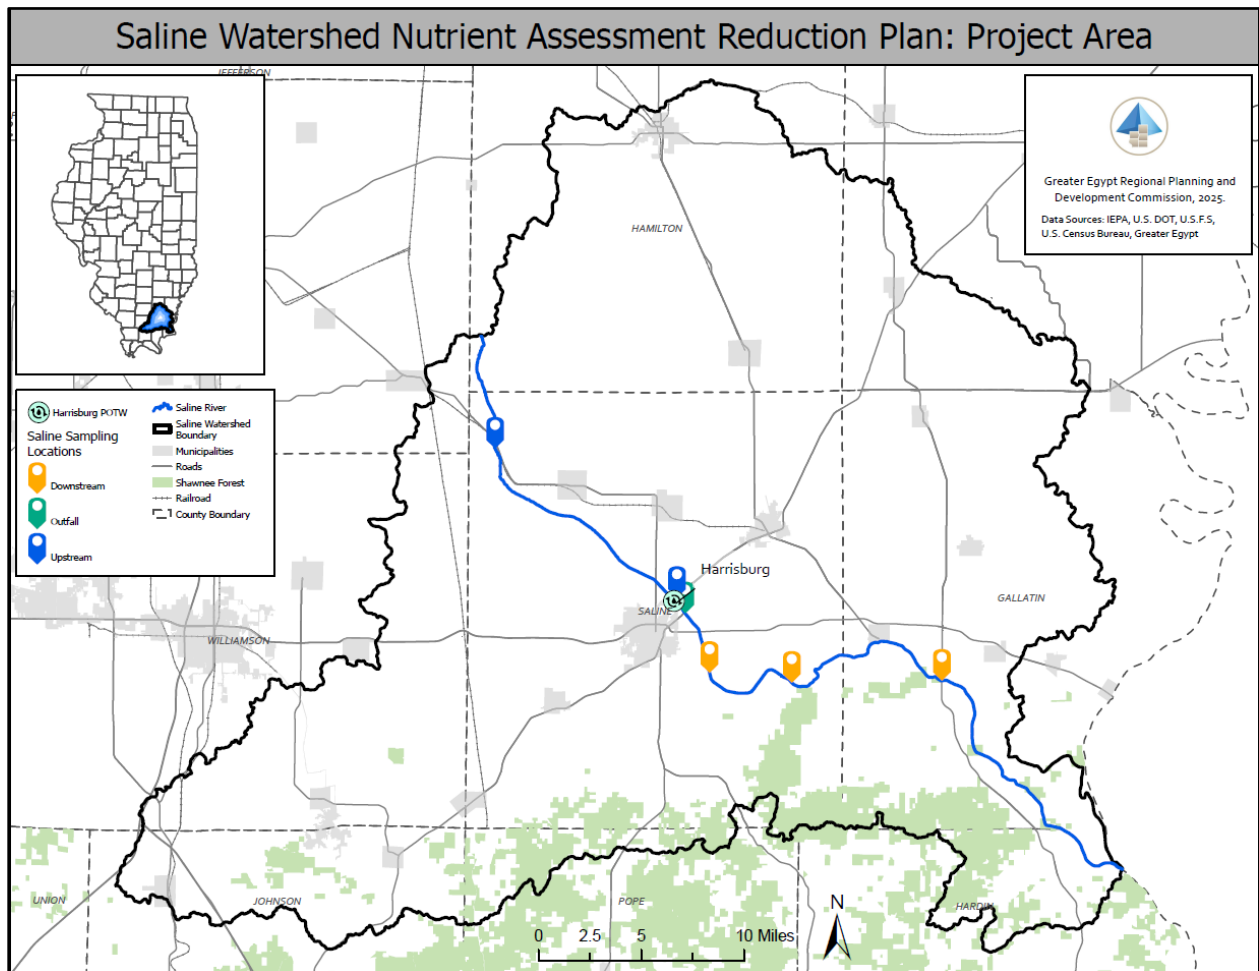 Saline Watershed Nutrient Assessment Reduction Plan: Project Area
JEFFERSON
Greater Egypt Regional Planning and
Development Commission, 2025.
Data Sources: IEPA, U.S. DOT, U.S.F.S,
U.S. Census Bureau, Greater Egypt
HAMILTON
Harrisburg POTW
Saline Sampling
Locations
Downstream
Outfall
Upstream
Saline River
Saline Watershed
Boundary
Municipalities
Roads
Shawnee Forest
Railroad
County Boundary
Harrisburg
SALINE
GALLATIN
WILLIAMSON
UNION
JOHNSON
POPE
HARDIN
N
0 2.5 5 10 Miles